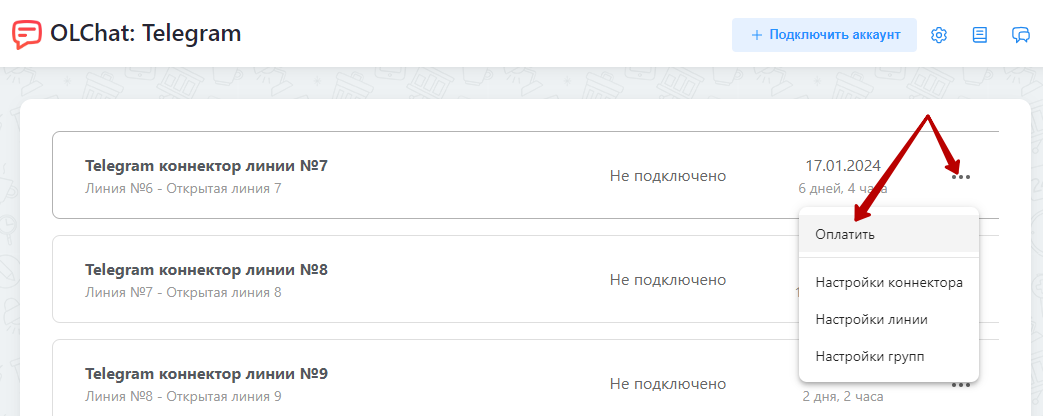 OLChat: Telegram
+ Подключить аккаунт
Telegram коннектор линии №7
Линия №6 - Открытая линия 7
Не подключено
17.01.2024
6 дней, 4 часа
Оплатить
Настройки коннектора
Настройки линии
Настройки групп
Telegram коннектор линии №8
Линия №7 - Открытая линия 8
Не подключено
Telegram коннектор линии №9
Линия №8 - Открытая линия 9
Не подключено
2 дня, 2 часа